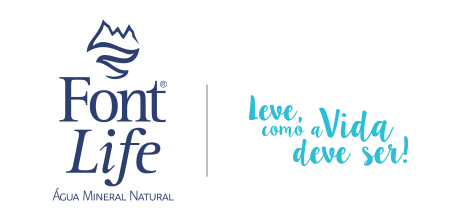 Font®
Life
Água Mineral Natural
Leve,
como a Vida
deve ser!